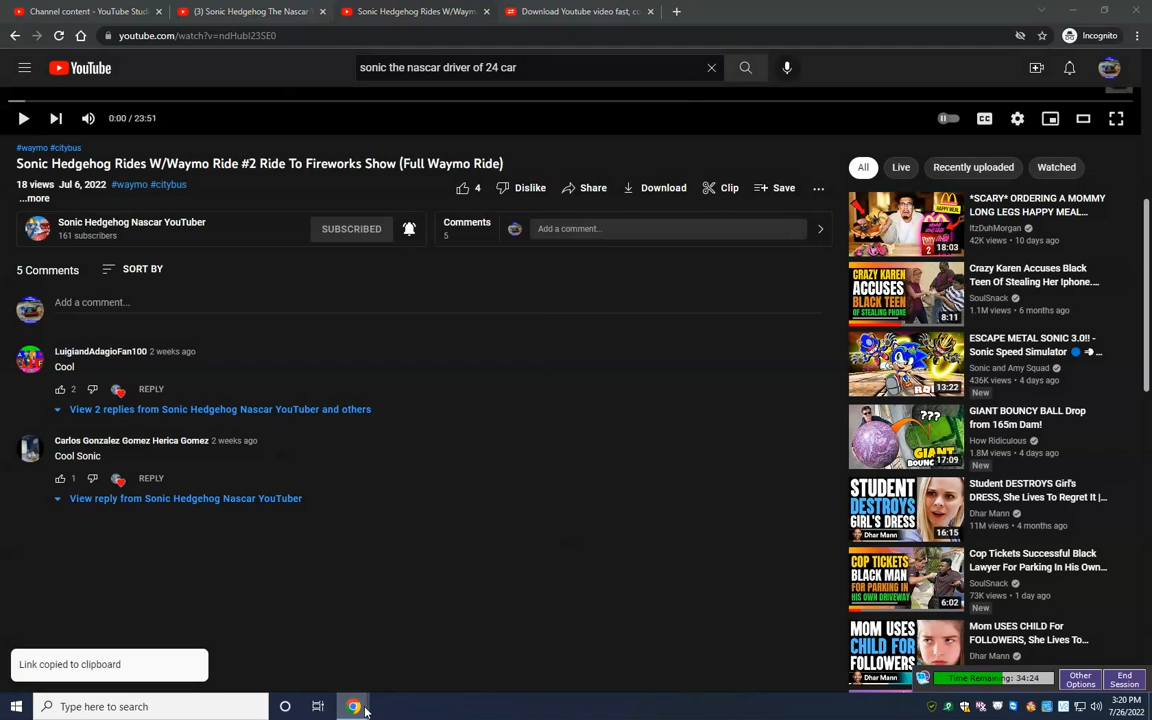 Channel content - YouTube Studi
(3) Sonic Hedgehog The Nascar
Sonic Hedgehog Rides W/Waym
Download Youtube video fast, co
youtube.com/watch?v=ndHubI23SE0
Incognito
YouTube
sonic the nascar driver of 24 car
0:00 / 23:51
CC
#waymo #citybus
Sonic Hedgehog Rides W/Waymo Ride #2 Ride To Fireworks Show (Full Waymo Ride)
18 views Jul 6, 2022 #waymo #citybus
...more
4
Dislike
Share
Download
Clip
Save
Sonic Hedgehog Nascar YouTuber
161 subscribers
SUBSCRIBED
Comments
5
Add a comment...
5 Comments
SORT BY
Add a comment...
LuigiandAdagioFan100 2 weeks ago
Cool
2
REPLY
View 2 replies from Sonic Hedgehog Nascar YouTuber and others
Carlos Gonzalez Gomez Herica Gomez 2 weeks ago
Cool Sonic
1
REPLY
View reply from Sonic Hedgehog Nascar YouTuber
All
Live
Recently uploaded
Watched
18:03
*SCARY* ORDERING A MOMMY
LONG LEGS HAPPY MEAL...
ItzDuhMorgan
42K views • 10 days ago
CRAZY KAREN
ACCUSES
BLACK TEEN
OF STEALING PHONE
8:11
Crazy Karen Accuses Black
Teen Of Stealing Her Iphone....
SoulSnack
1.1M views • 6 months ago
13:22
ESCAPE METAL SONIC 3.0!! -
Sonic Speed Simulator
...
Sonic and Amy Squad
436K views • 4 days ago
New
???
GIANT
BOUNCY
17:09
GIANT BOUNCY BALL Drop
from 165m Dam!
How Ridiculous
1.8M views • 4 days ago
New
STUDENT
DESTROYS
GIRL'S
DRESS
Dhar Mann
16:15
Student DESTROYS Girl's
DRESS, She Lives To Regret It |...
Dhar Mann
11M views • 4 months ago
COP TICKETS
BLACK MAN
FOR PARKING IN
HIS OWN DRIVEWAY
6:02
Cop Tickets Successful Black
Lawyer For Parking In His Own...
SoulSnack
73K views • 1 day ago
New
MOM USES
CHILD
FOR
FOLLOWERS
Dhar Mann
Mom USES CHILD For
FOLLOWERS, She Lives To...
Dhar Mann
Link copied to clipboard
Time Remaining: 34:24
Other
Options
End
Session
Type here to search
3:20 PM
7/26/2022